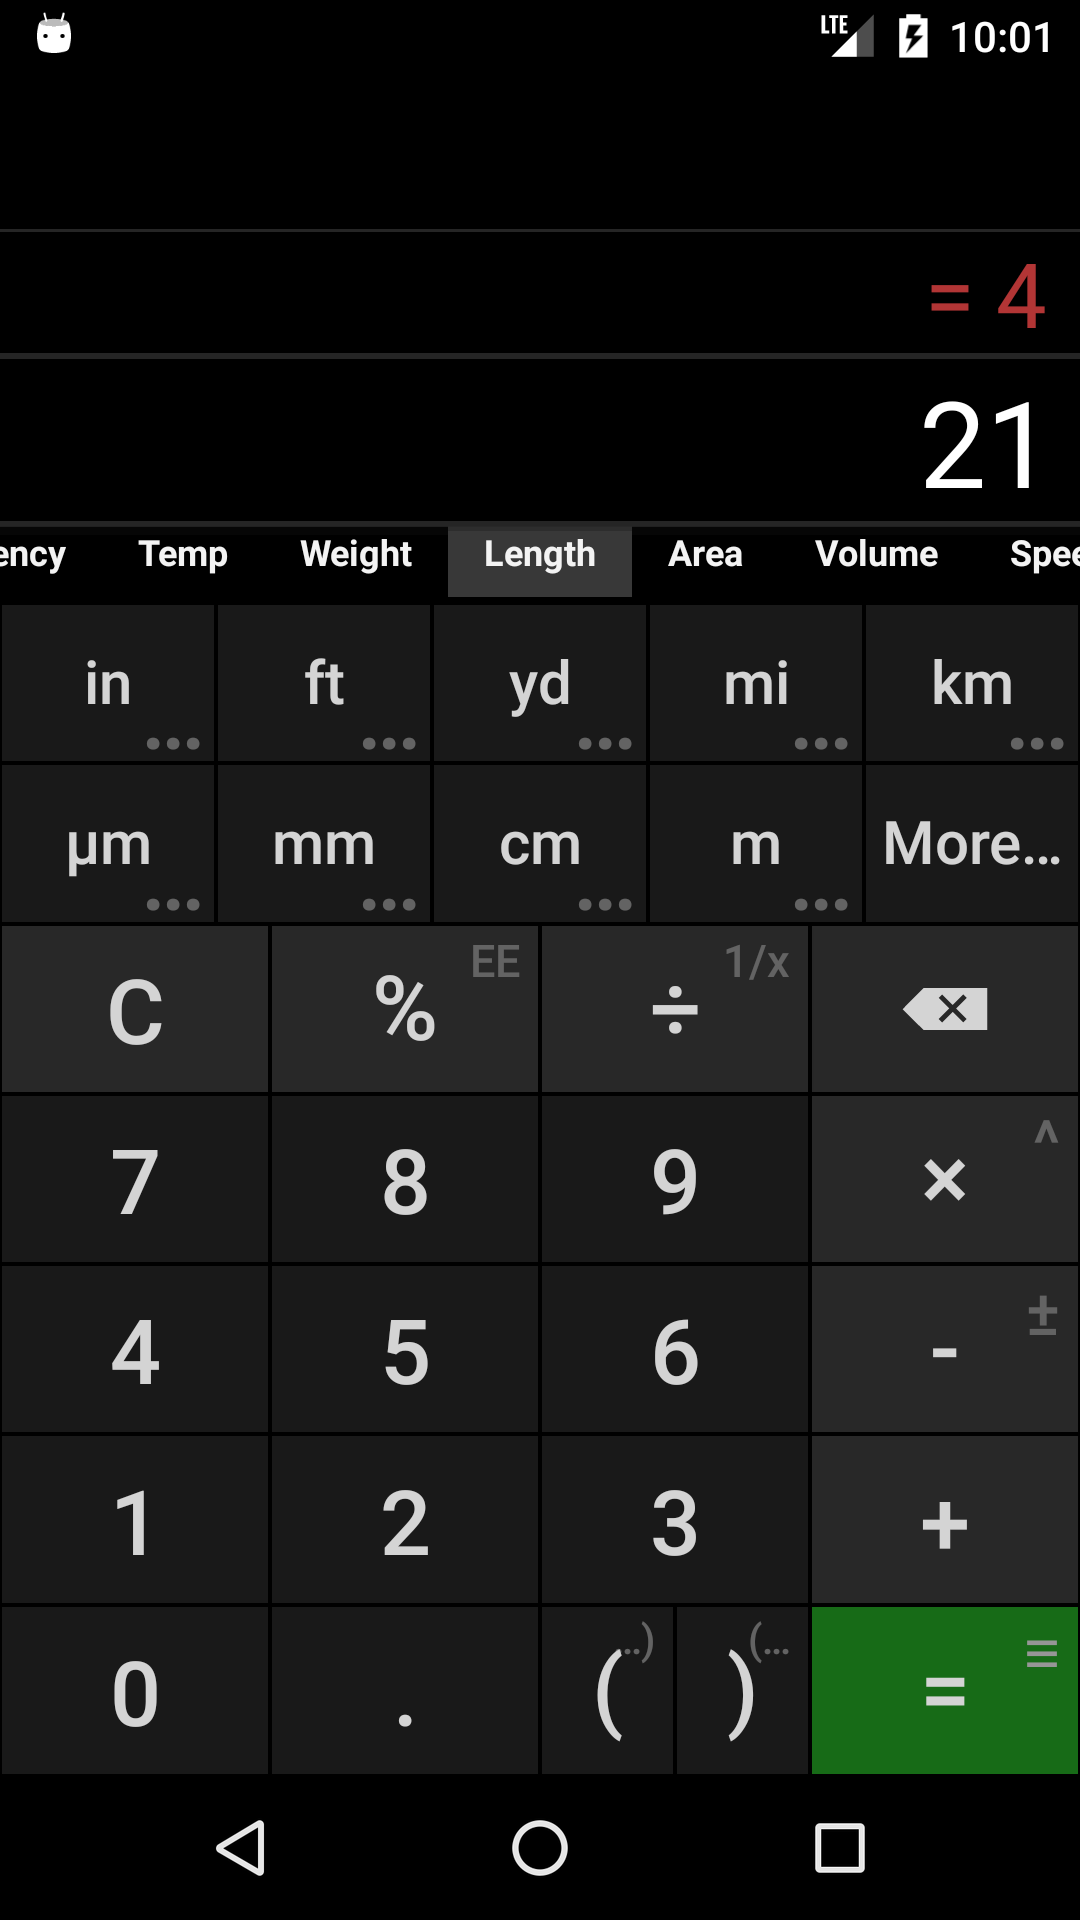 LTE 10:01
= 4
21
ency Temp Weight Length Area Volume Spee
in ft yd mi km
µm mm cm m More...
C % EE ÷ 1/x
7 8 9 × ^
4 5 6 - ±
1 2 3 +
0 . ( ..) ) (... =